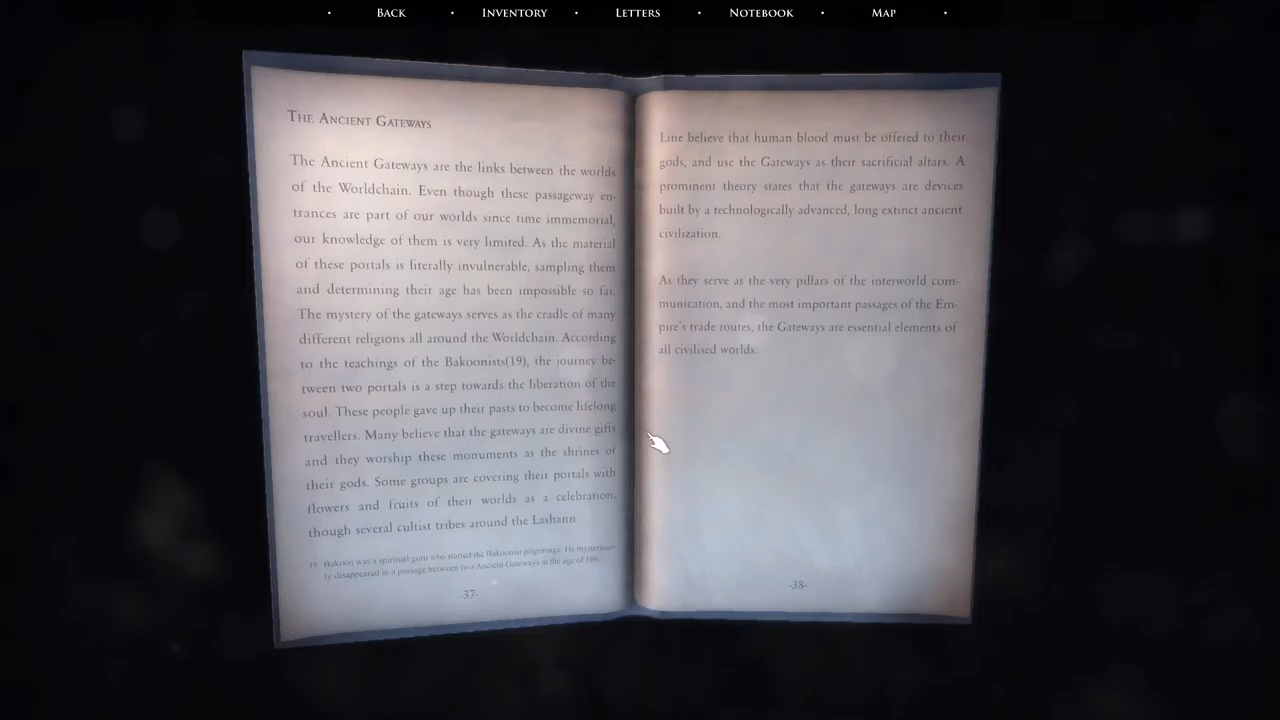 BACK INVENTORY LETTERS NOTEBOOK MAP
THE ANCIENT GATEWAYS
The Ancient Gateways are the links between the worlds
of the Worldchain. Even though these passageway en-
trances are part of our worlds since time immemorial,
our knowledge of them is very limited. As the material
of these portals is literally invulnerable, sampling them
and determining their age has been impossible so far.
The mystery of the gateways serves as the cradle of many
different religions all around the Worldchain. According
to the teachings of the Bakoonists(19), the journey be-
tween two portals is a step towards the liberation of the
soul. These people gave up their pasts to become lifelong
travellers. Many believe that the gateways are divine gifts
and they worship these monuments as the shrines of
their gods. Some groups are covering their portals with
flowers and fruits of their worlds as a celebration,
though several cultist tribes around the Lashann
19 Bakoon was a spiritual guru who started the Bakoonist pilgrimage. He mysterious-
ly disappeared in a passage between two Ancient Gateways at the age of 109.
-37-
Line believe that human blood must be offered to their
gods, and use the Gateways as their sacrificial altars. A
prominent theory states that the gateways are devices
built by a technologically advanced, long extinct ancient
civilization.
As they serve as the very pillars of the interworld com-
munication, and the most important passages of the Em-
pire's trade routes, the Gateways are essential elements of
all civilised worlds.
-38-